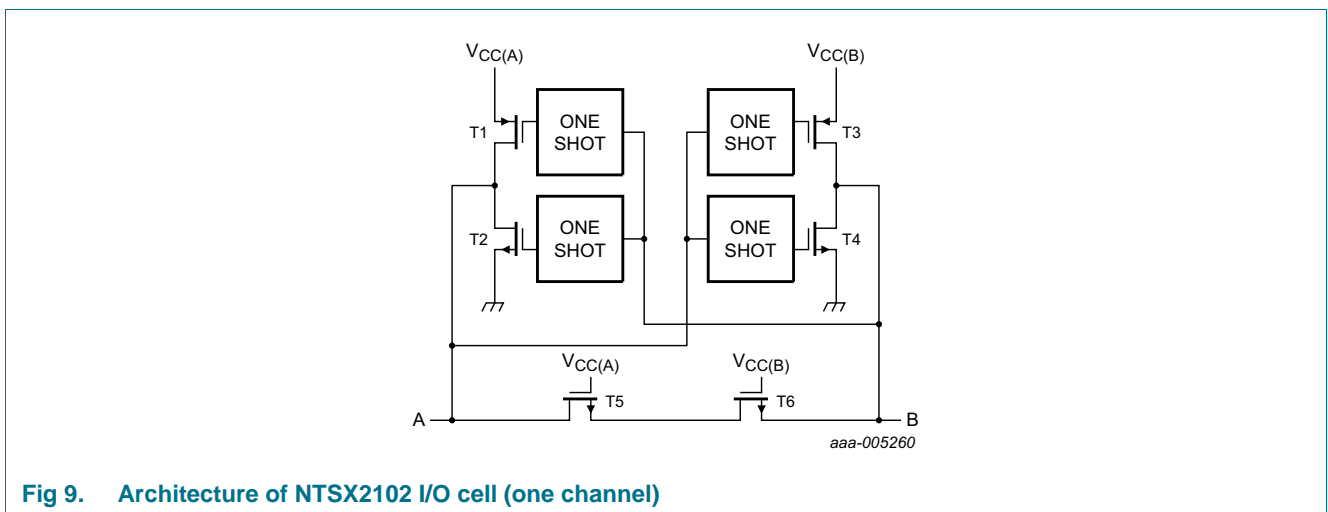 VCC(A)
VCC(B)
T1
ONE
SHOT
ONE
SHOT
T3
T2
ONE
SHOT
ONE
SHOT
T4
VCC(A)
VCC(B)
T5
T6
A
B
aaa-005260
Fig 9. Architecture of NTSX2102 I/O cell (one channel)